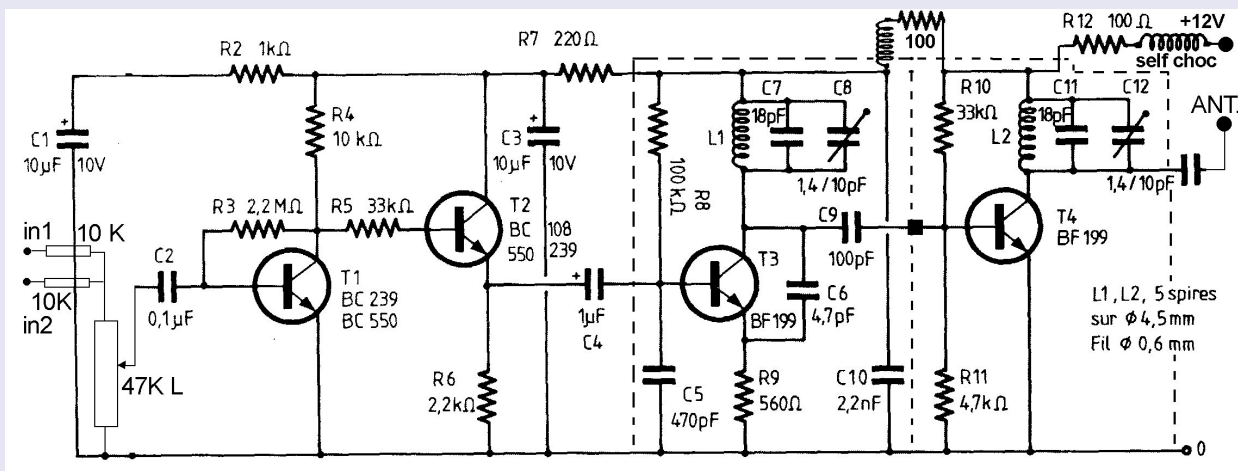 R2 1kΩ
R7 220Ω
100
R12 100Ω
+12V
self choc
C1
10µF 10V
R4
10 kΩ
C3
10µF 10V
C7
18pF
C8
L1
1,4/10pF
R10
33kΩ
C11
18pF
C12
L2
1,4/10pF
ANT.
100kΩ
R8
R3 2,2MΩ
R5 33kΩ
T2
BC 108
550 239
in1
10 K
10K
in2
47K L
C2
0,1µF
T1
BC 239
BC 550
1µF
C4
C9
100pF
T3
BF199
C6
4,7pF
T4
BF 199
L1, L2, 5 spires
sur ϕ 4,5mm
Fil ϕ 0,6 mm
R6
2,2kΩ
C5
470pF
R9
560Ω
C10
2,2nF
R11
4,7kΩ
0